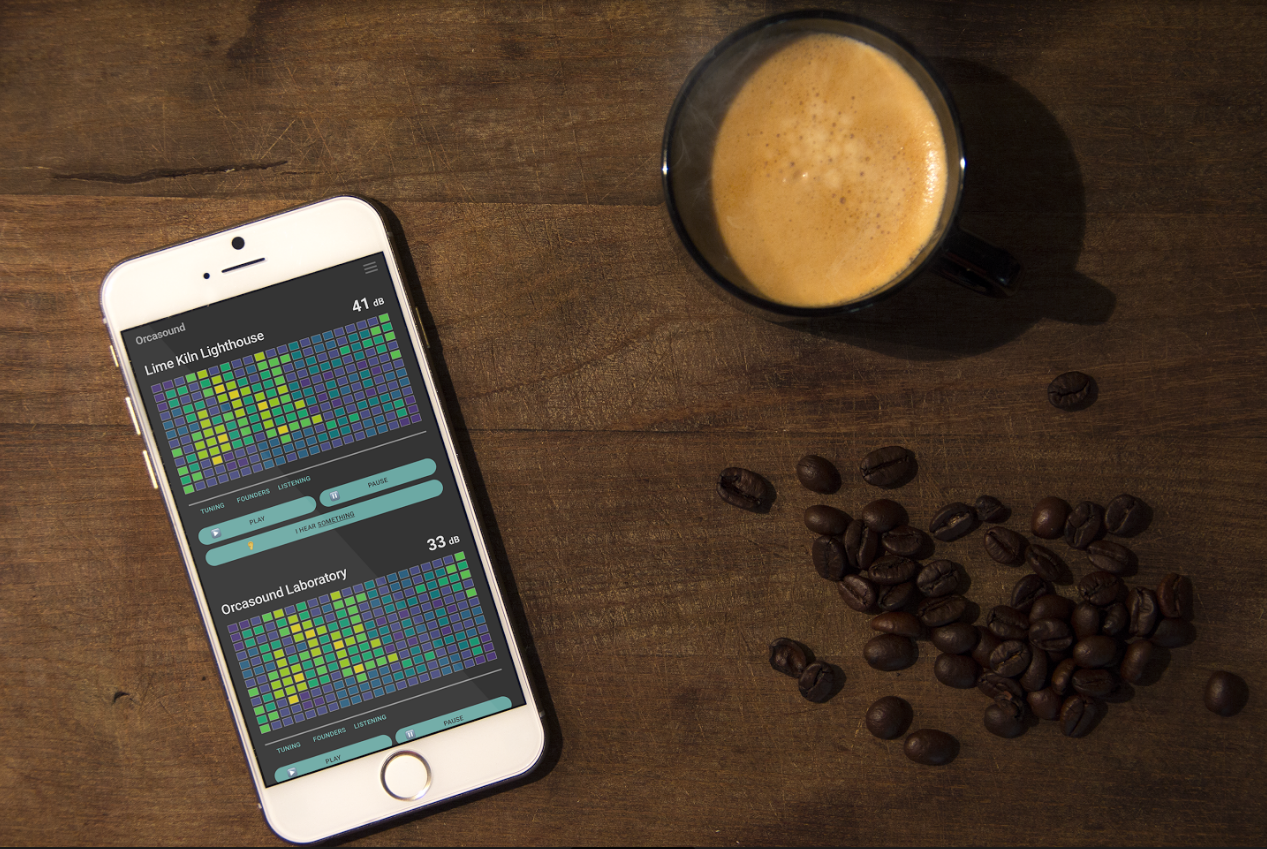 Orcasound
Lime Kiln Lighthouse
41 dB
TUNING FOUNDERS LISTENING
PLAY
PAUSE
I HEAR SOMETHING
Orcasound Laboratory
33 dB
TUNING FOUNDERS LISTENING
PLAY
PAUSE